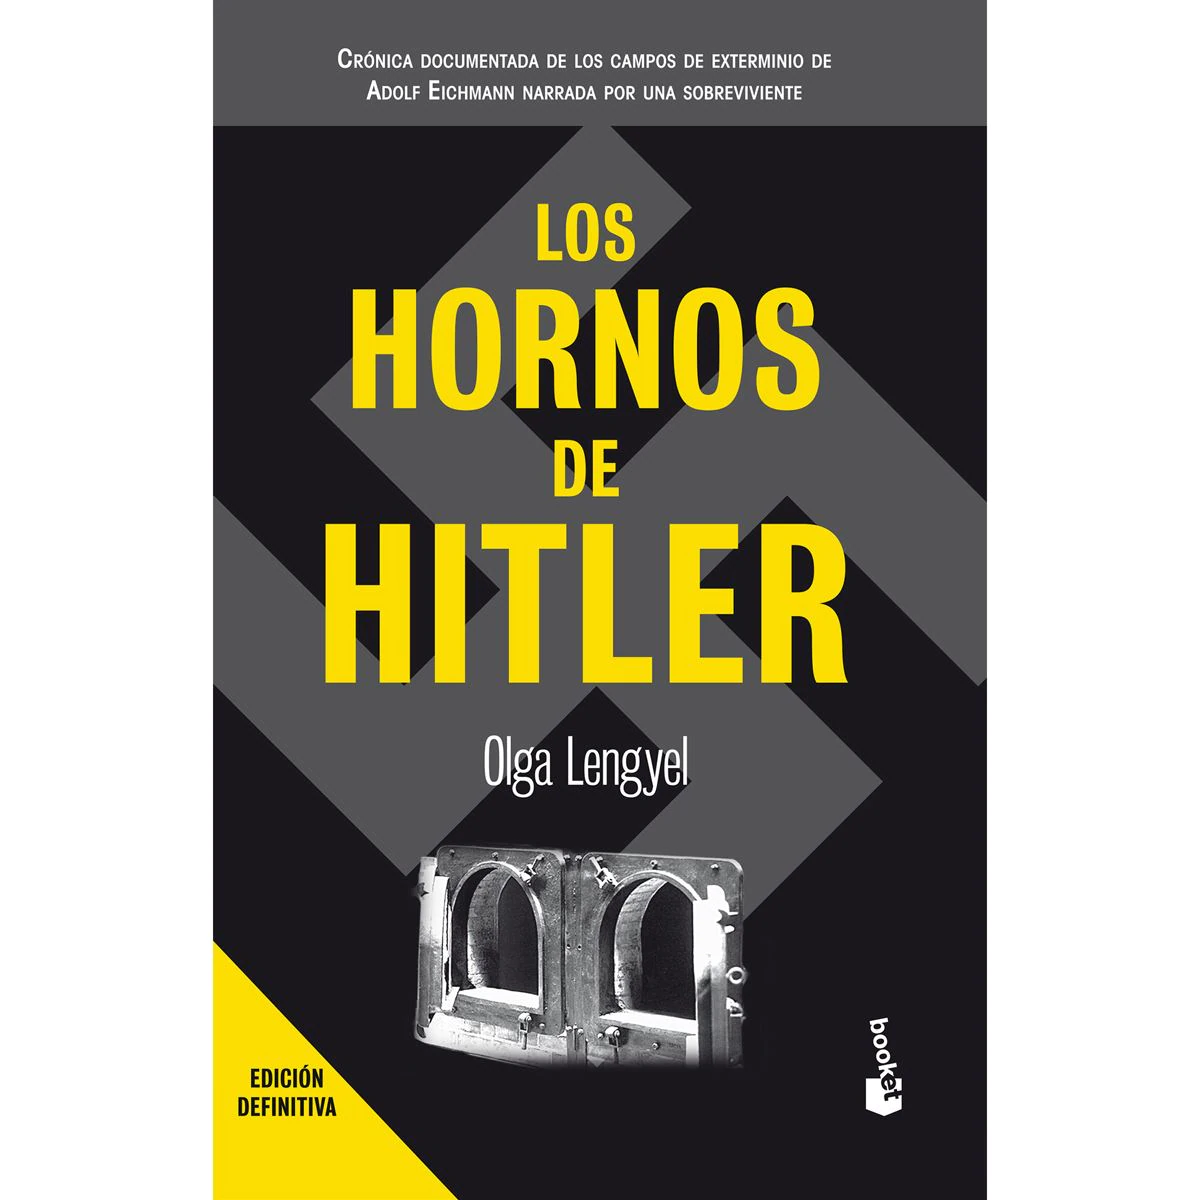 CRÓNICA DOCUMENTADA DE LOS CAMPOS DE EXTERMINIO DE
ADOLF EICHMANN NARRADA POR UNA SOBREVIVIENTE
LOS
HORNOS
DE
HITLER
Olga Lengyel
EDICIÓN
DEFINITIVA
booket